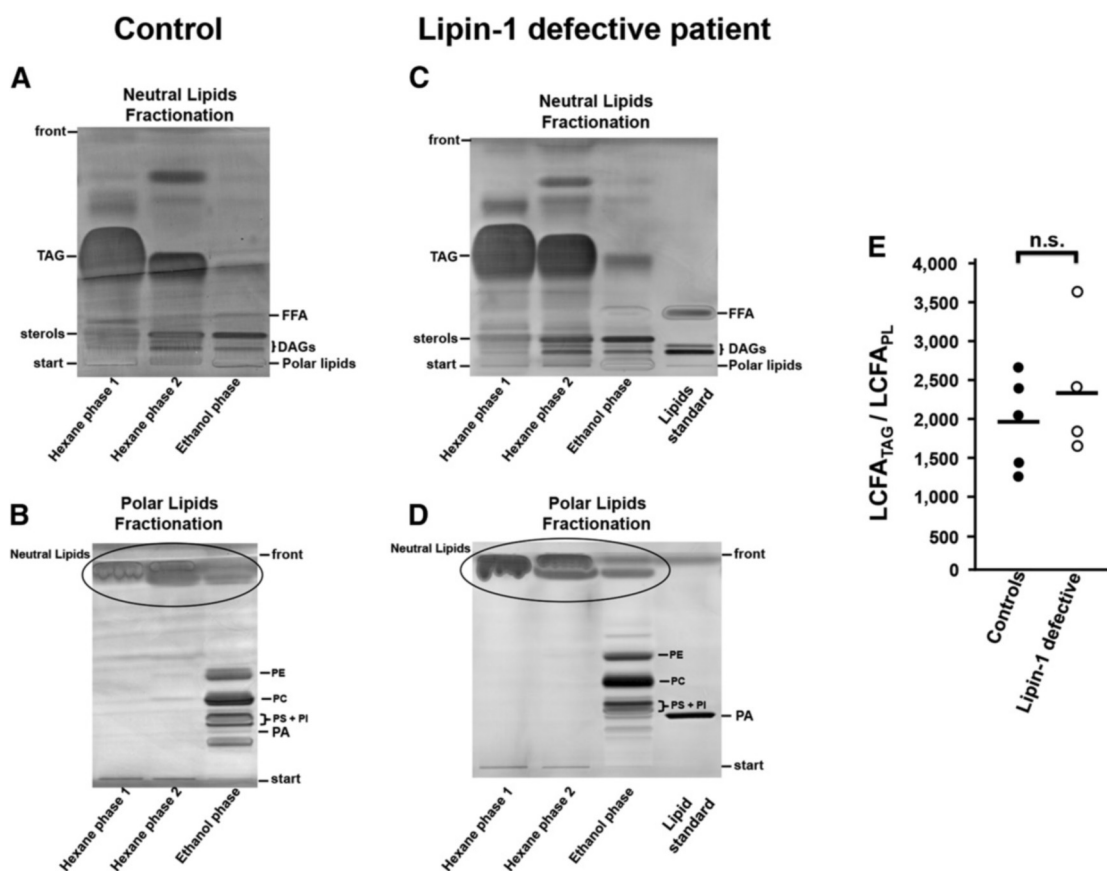 Control
Lipin-1 defective patient
A
Neutral Lipids
Fractionation
front
TAG
sterols
start
FFA
DAGs
Polar lipids
Hexane phase 1
Hexane phase 2
Ethanol phase
C
Neutral Lipids
Fractionation
front
TAG
sterols
start
FFA
DAGs
Polar lipids
Hexane phase 1
Hexane phase 2
Ethanol phase
Lipids
standard
B
Polar Lipids
Fractionation
Neutral Lipids
front
PE
PC
PS + PI
PA
start
Hexane phase 1
Hexane phase 2
Ethanol phase
D
Polar Lipids
Fractionation
Neutral Lipids
front
PE
PC
PS + PI
PA
start
Hexane phase 1
Hexane phase 2
Ethanol phase
Lipid
standard
E
n.s.
4,000
3,500
3,000
2,500
2,000
1,500
1,000
500
0
LCFATAG / LCFAPL
Controls
Lipin-1 defective